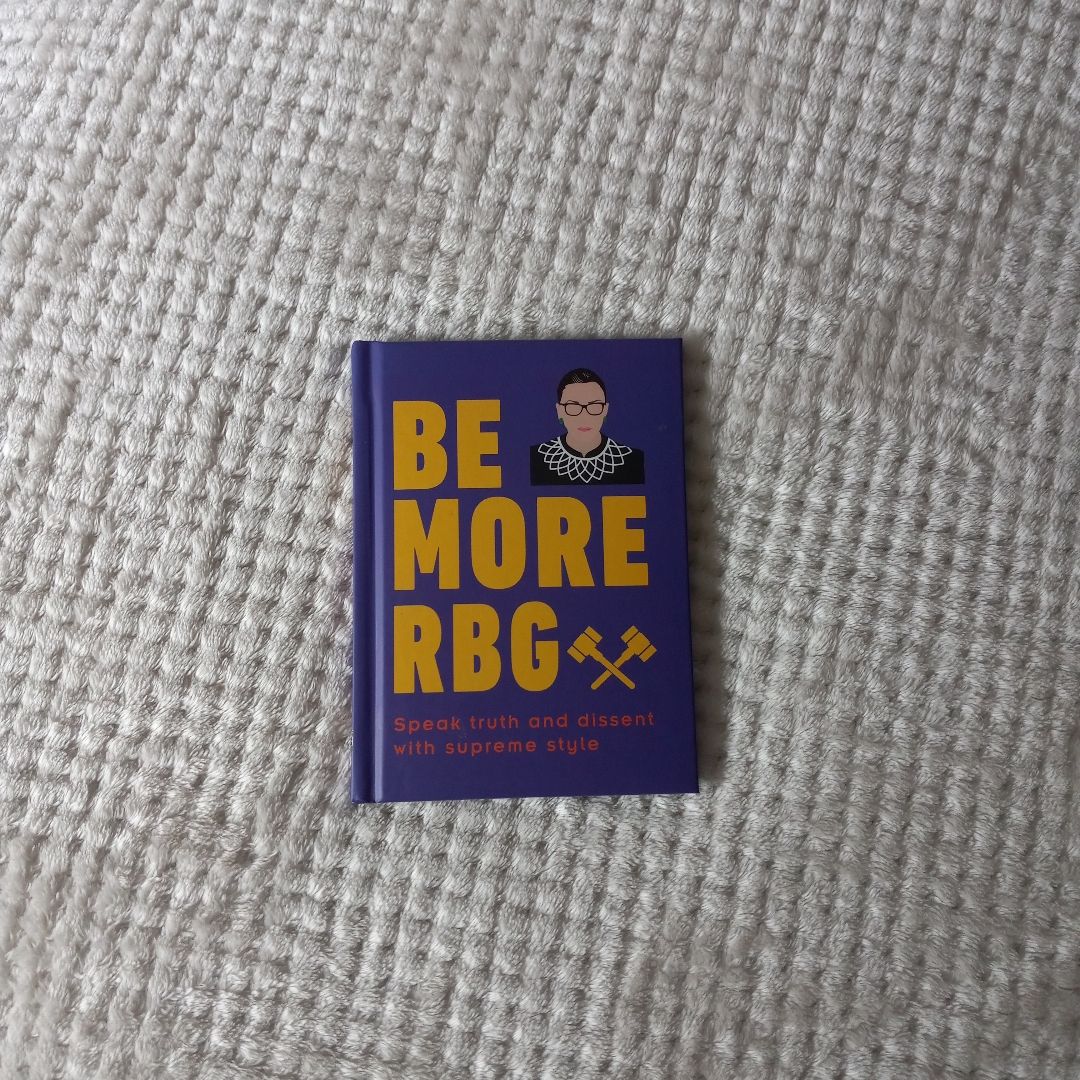 BE
MORE
RBG
Speak truth and dissent
with supreme style